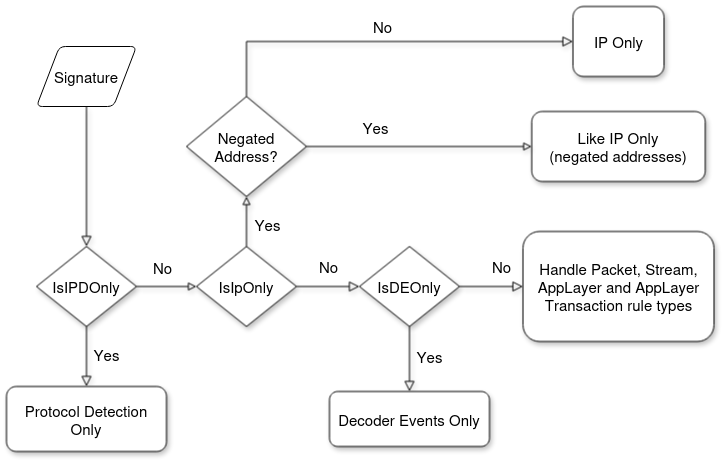 No
IP Only
Signature
Negated
Address?
Yes
Like IP Only
(negated addresses)
Yes
IsIPDOnly
No
IsIpOnly
No
IsDEOnly
No
Handle Packet, Stream,
AppLayer and AppLayer
Transaction rule types
Yes
Yes
Protocol Detection
Only
Decoder Events Only